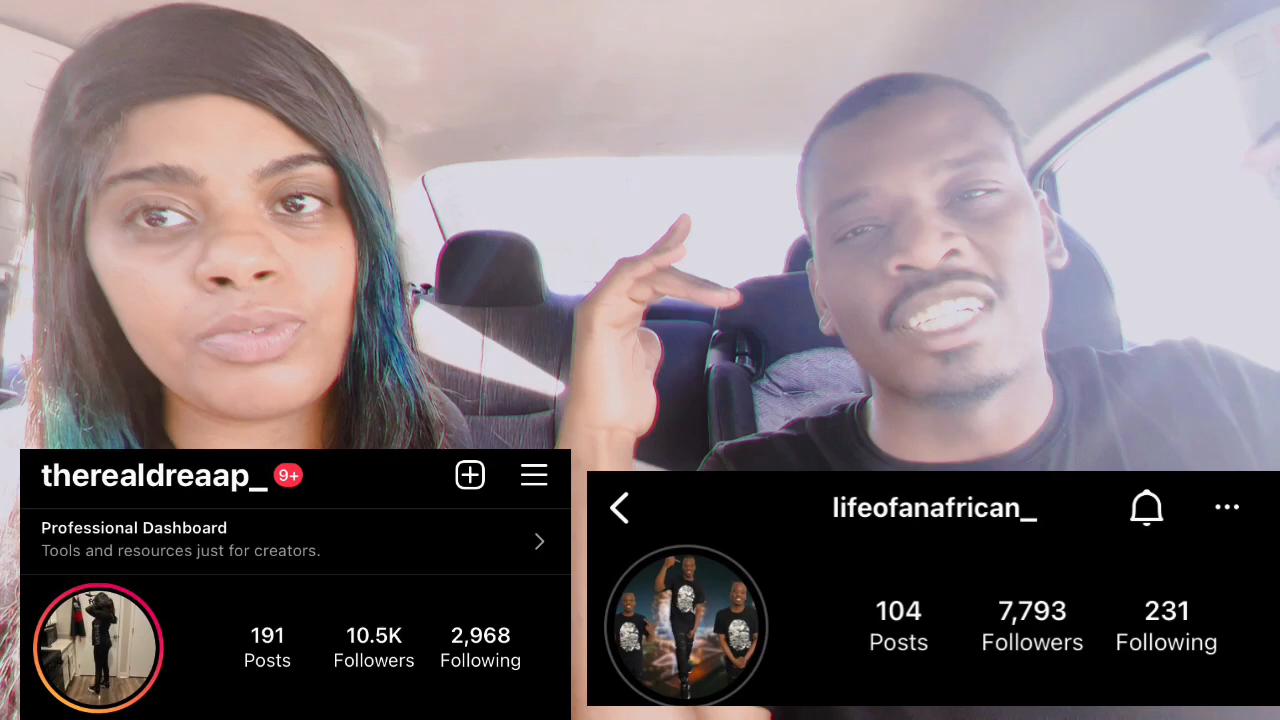 therealdreaap_ 9+
Professional Dashboard
Tools and resources just for creators.
191 10.5K 2,968
Posts Followers Following
lifeofanafrican_
104 7,793 231
Posts Followers Following